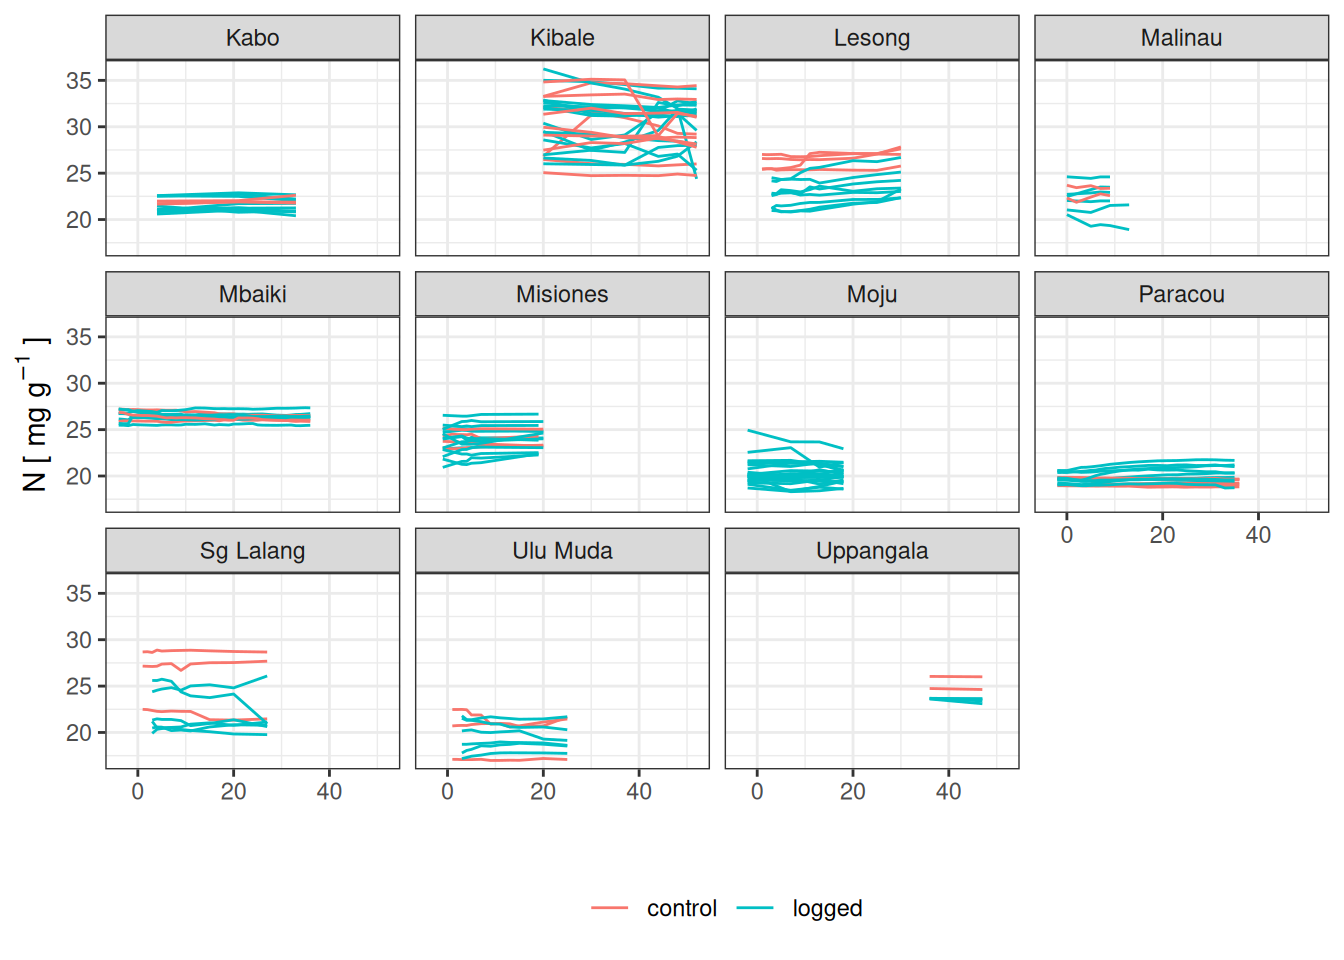 Kabo Kibale Lesong Malinau
35
30
25
20
Mbaiki Misiones Moju Paracou
35
30
25
20
0 20 40
N [ mg g⁻¹ ]
Sg Lalang Ulu Muda Uppangala
35
30
25
20
0 20 40 0 20 40 0 20 40
control logged